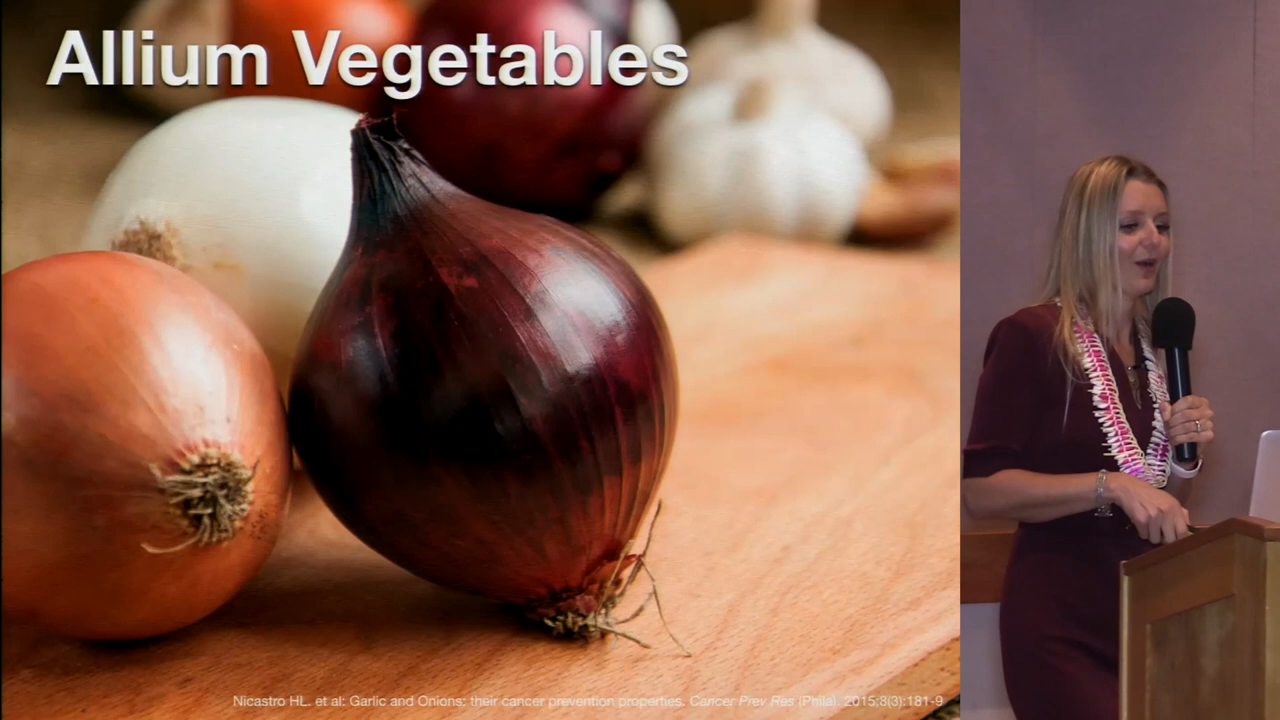 Allium Vegetables
Nicastro HL. et al: Garlic and Onions: their cancer prevention properties. Cancer Prev Res (Phila). 2015;8(3):181-9